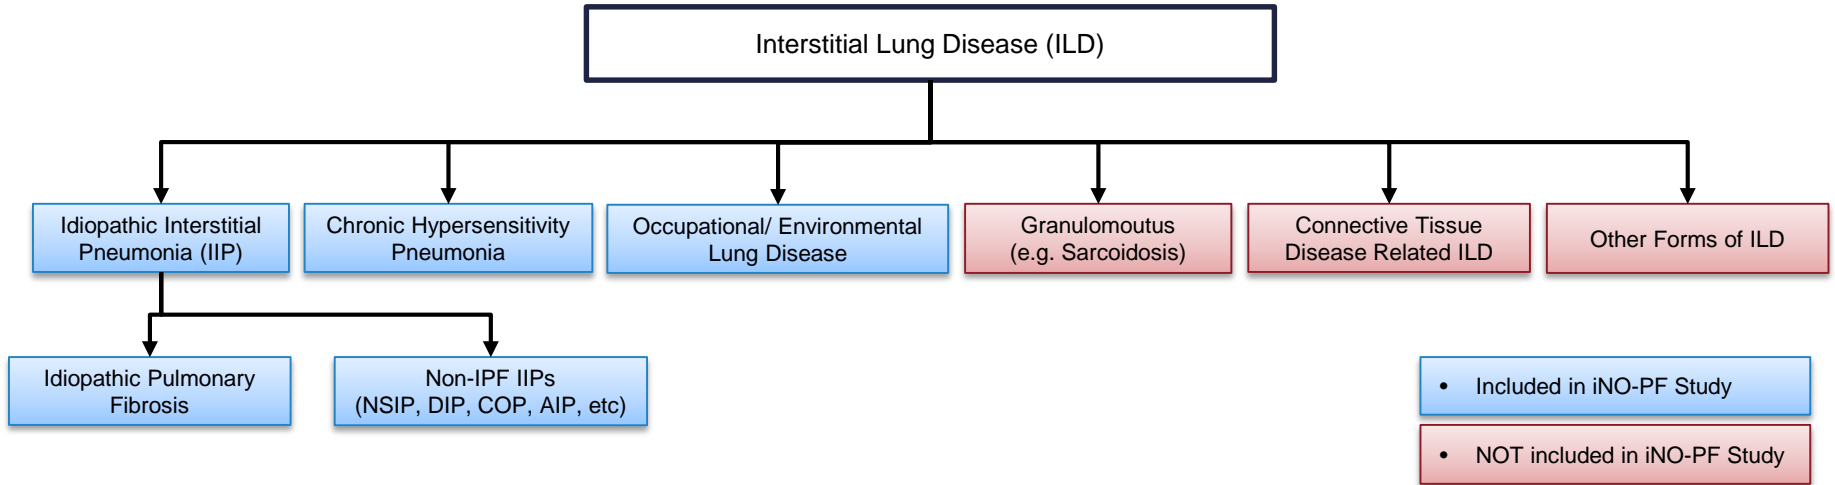 Interstitial Lung Disease (ILD)
Idiopathic Interstitial
Pneumonia (IIP)
Chronic Hypersensitivity
Pneumonia
Occupational/ Environmental
Lung Disease
Granulomoutus
(e.g. Sarcoidosis)
Connective Tissue
Disease Related ILD
Other Forms of ILD
Idiopathic Pulmonary
Fibrosis
Non-IPF IIPs
(NSIP, DIP, COP, AIP, etc)
• Included in iNO-PF Study
• NOT included in iNO-PF Study